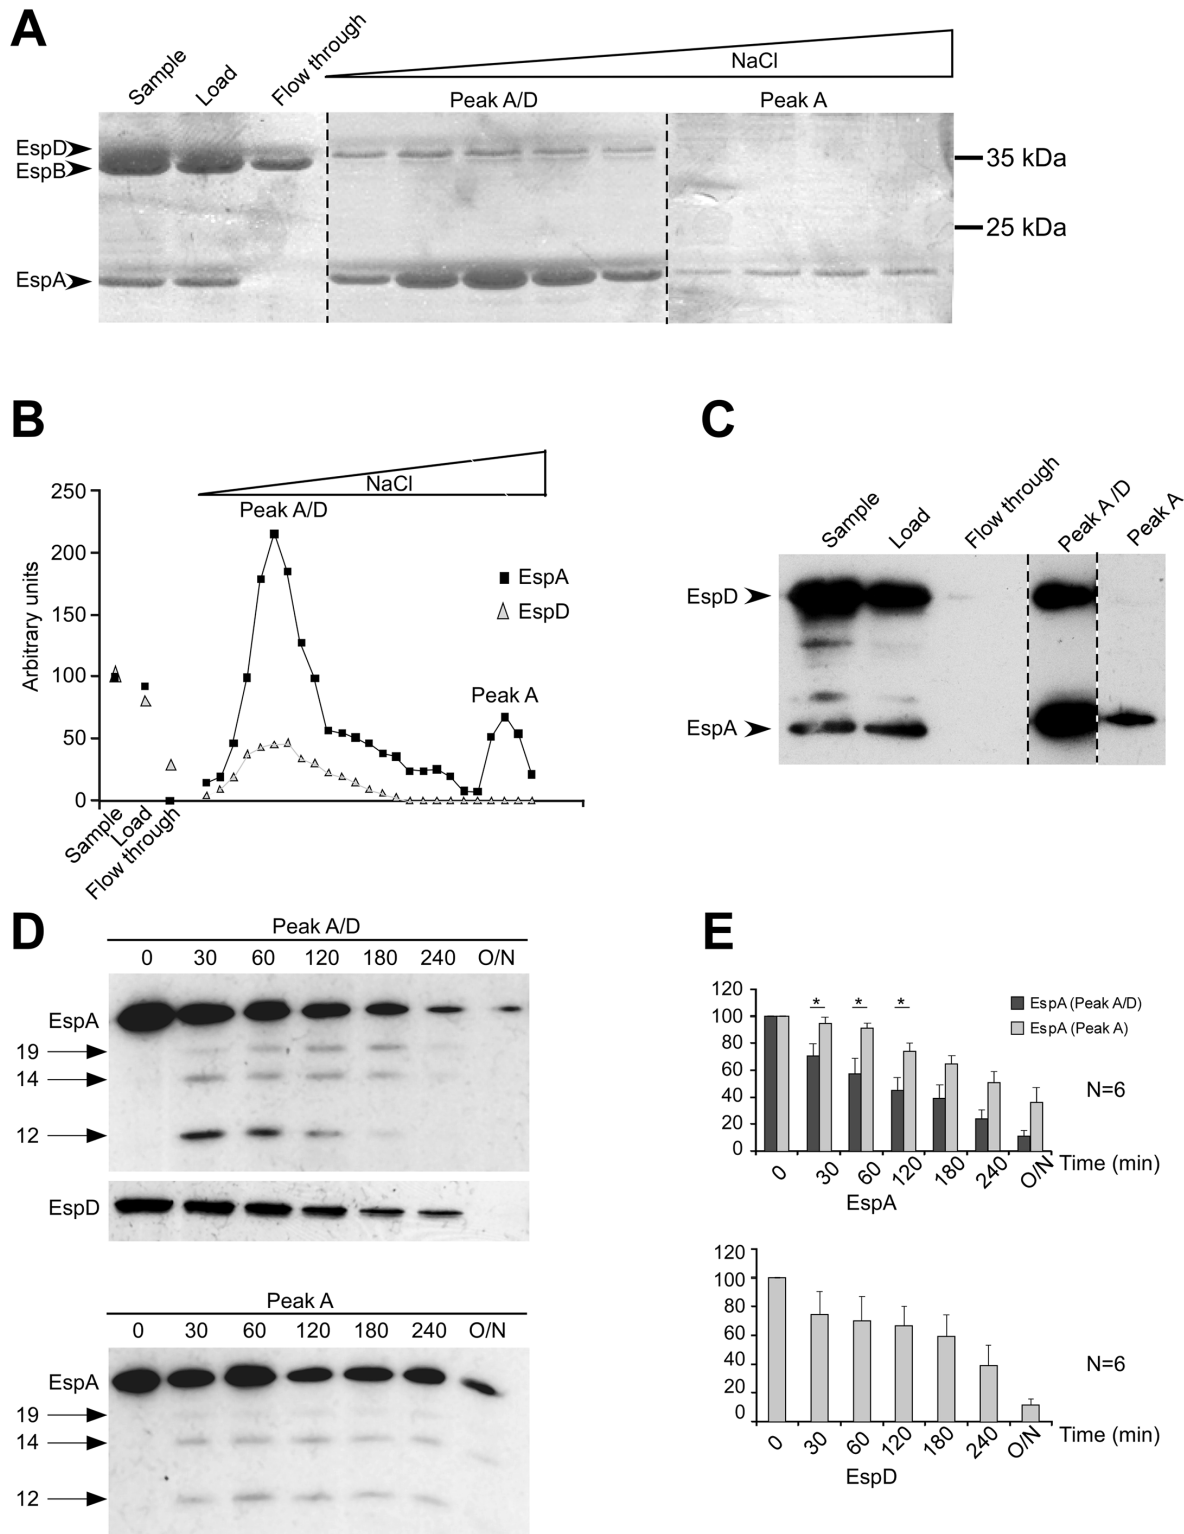 A
Sample
Load
Flow through
NaCl
Peak A/D
Peak A
EspD
EspB
EspA
35 kDa
25 kDa
B
NaCl
Peak A/D
Peak A
EspA
EspD
Arbitrary units
250
200
150
100
50
0
Sample
Load
Flow through
C
Sample
Load
Flow through
Peak A /D
Peak A
EspD
EspA
D
Peak A/D
0 30 60 120 180 240 O/N
EspA
19
14
12
EspD
Peak A
0 30 60 120 180 240 O/N
EspA
19
14
12
E
120
100
80
60
40
20
0
* * *
EspA (Peak A/D)
EspA (Peak A)
N=6
0 30 60 120 180 240 O/N
Time (min)
EspA
120
100
80
60
40
20
0
N=6
0 30 60 120 180 240 O/N
Time (min)
EspD